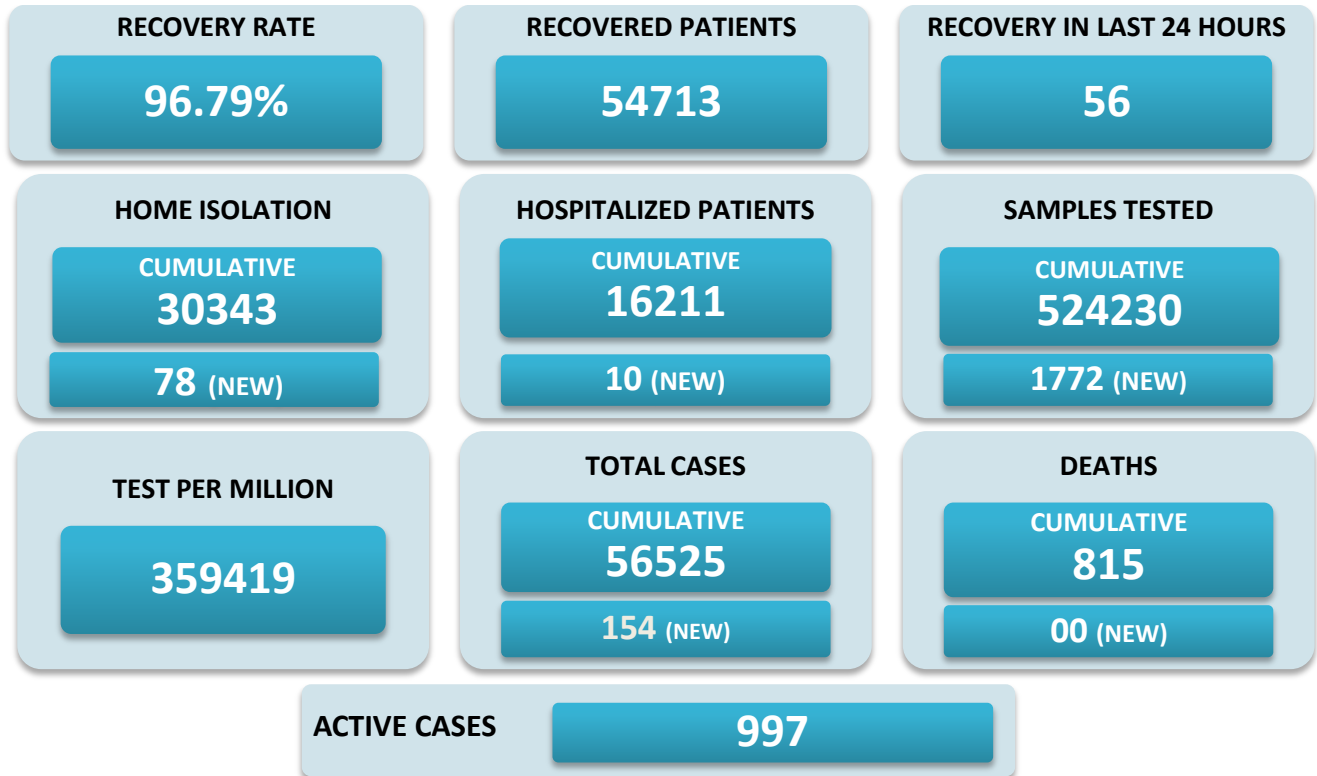 RECOVERY RATE
96.79%
RECOVERED PATIENTS
54713
RECOVERY IN LAST 24 HOURS
56
HOME ISOLATION
CUMULATIVE
30343
78 (NEW)
HOSPITALIZED PATIENTS
CUMULATIVE
16211
10 (NEW)
SAMPLES TESTED
CUMULATIVE
524230
1772 (NEW)
TEST PER MILLION
359419
TOTAL CASES
CUMULATIVE
56525
154 (NEW)
DEATHS
CUMULATIVE
815
00 (NEW)
ACTIVE CASES
997